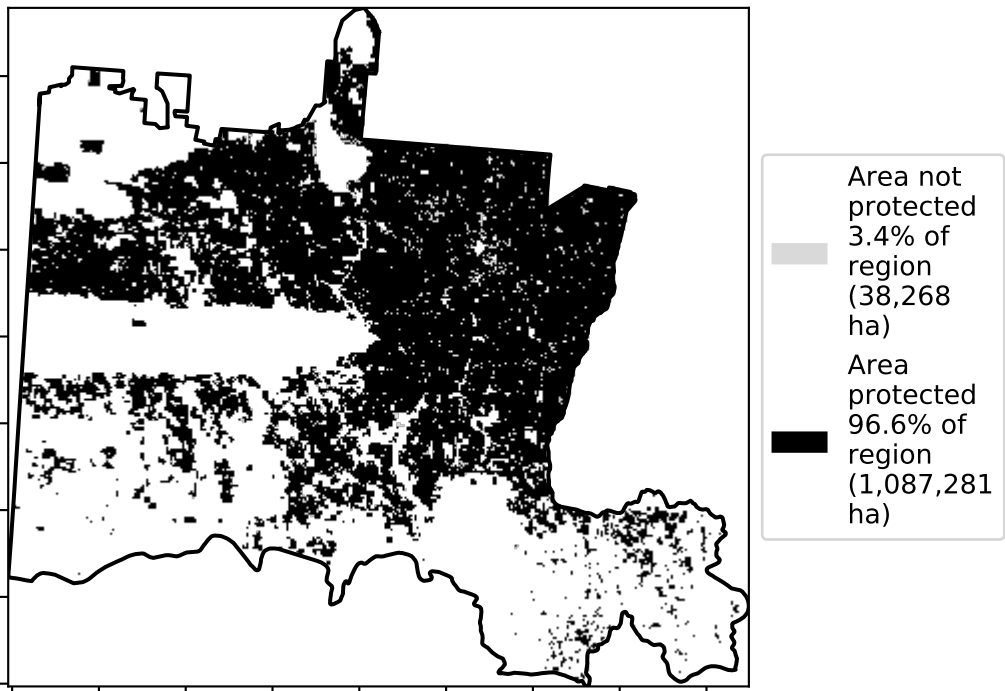 Area not
protected
3.4% of
region
(38,268
ha)
Area
protected
96.6% of
region
(1,087,281
ha)